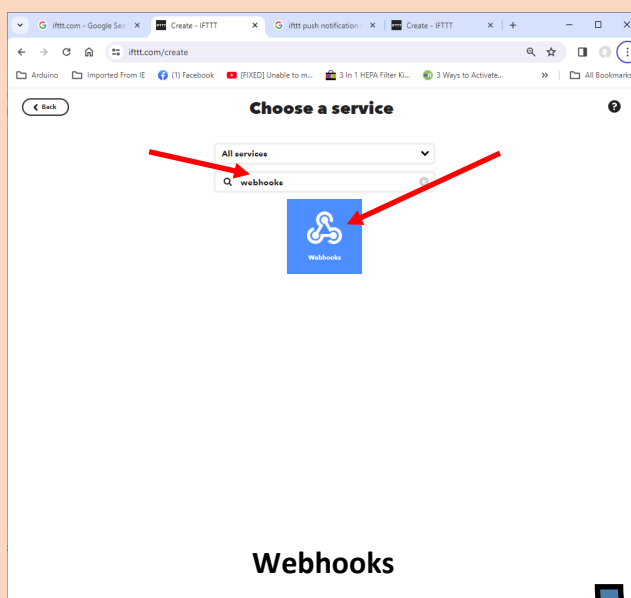 ifttt.com - Google Sea
Create - IFTTT
ifttt push notification
Create - IFTTT
ifttt.com/create
Arduino
Imported From IE
(1) Facebook
[FIXED] Unable to m...
3 In 1 HEPA Filter Ki...
3 Ways to Activate...
All Bookmarks
Back
Choose a service
All services
webhooks
Webhooks
Webhooks